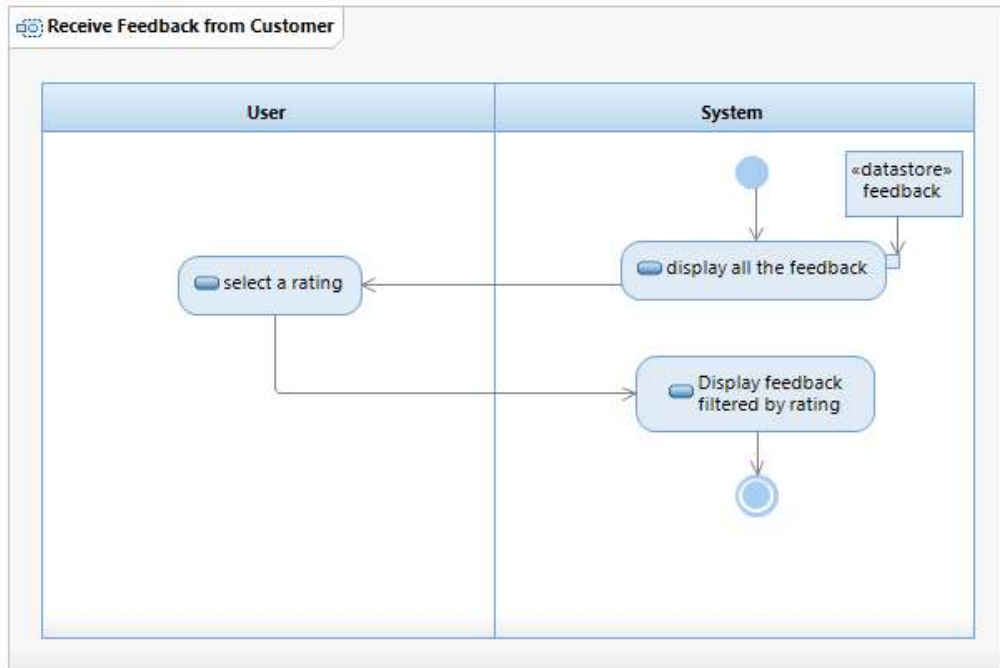 Receive Feedback from Customer
User
System
«datastore»
feedback
display all the feedback
select a rating
Display feedback
filtered by rating